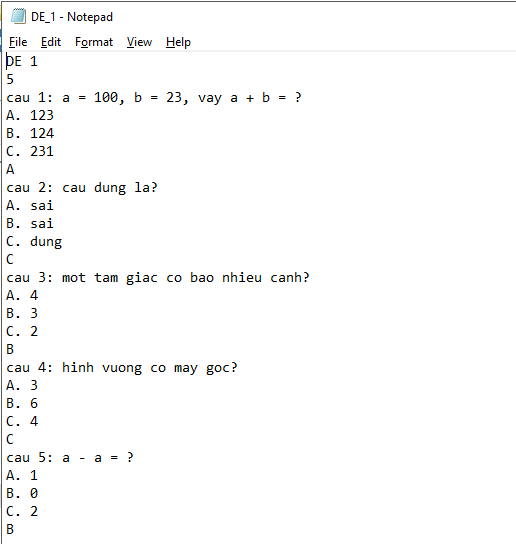 DE_1 - Notepad
File Edit Format View Help
DE 1
5
cau 1: a = 100, b = 23, vay a + b = ?
A. 123
B. 124
C. 231
A
cau 2: cau dung la?
A. sai
B. sai
C. dung
C
cau 3: mot tam giac co bao nhieu canh?
A. 4
B. 3
C. 2
B
cau 4: hinh vuong co may goc?
A. 3
B. 6
C. 4
C
cau 5: a - a = ?
A. 1
B. 0
C. 2
B